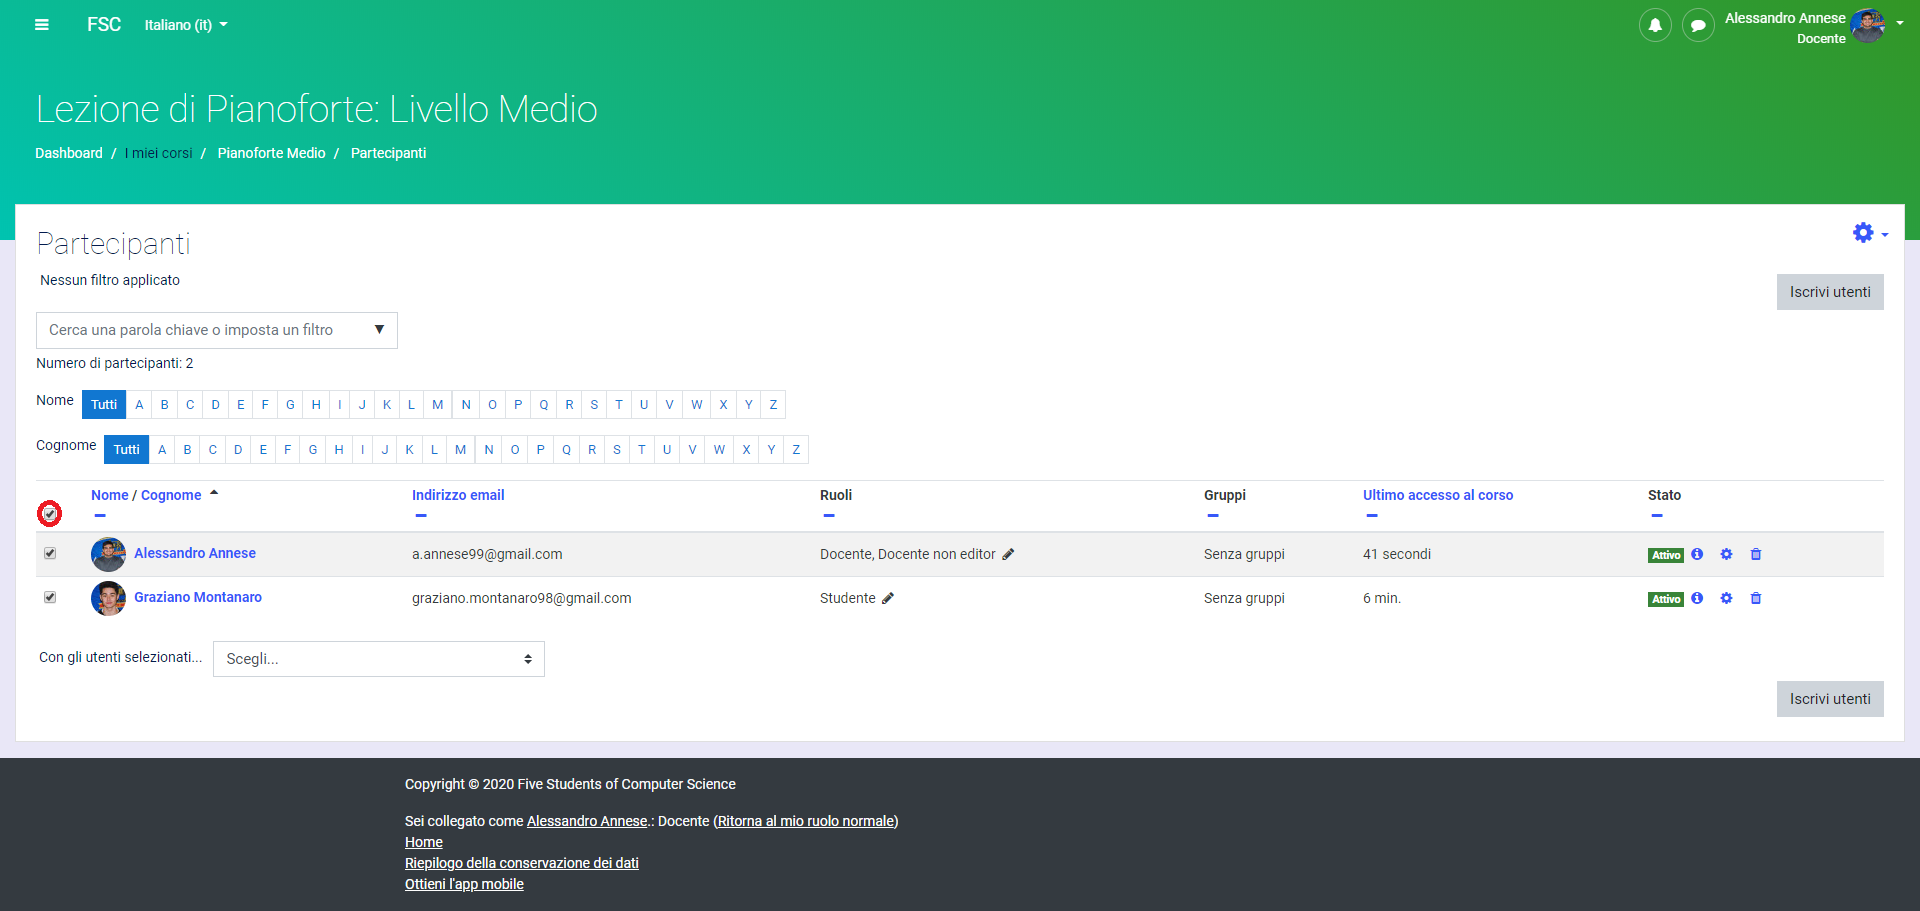 FSC Italiano (it)
Alessandro Annese
Docente
Lezione di Pianoforte: Livello Medio
Dashboard / I miei corsi / Pianoforte Medio / Partecipanti
Partecipanti
Nessun filtro applicato
Iscrivi utenti
Cerca una parola chiave o imposta un filtro ▼
Numero di partecipanti: 2
Nome Tutti A B C D E F G H I J K L M N O P Q R S T U V W X Y Z
Cognome Tutti A B C D E F G H I J K L M N O P Q R S T U V W X Y Z
Nome / Cognome Indirizzo email Ruoli Gruppi Ultimo accesso al corso Stato
Alessandro Annese a.annese99@gmail.com Docente, Docente non editor Senza gruppi 41 secondi Attivo
Graziano Montanaro graziano.montanaro98@gmail.com Studente Senza gruppi 6 min. Attivo
Con gli utenti selezionati... Scegli...
Iscrivi utenti
Copyright © 2020 Five Students of Computer Science
Sei collegato come Alessandro Annese.: Docente (Ritorna al mio ruolo normale)
Home
Riepilogo della conservazione dei dati
Ottieni l'app mobile